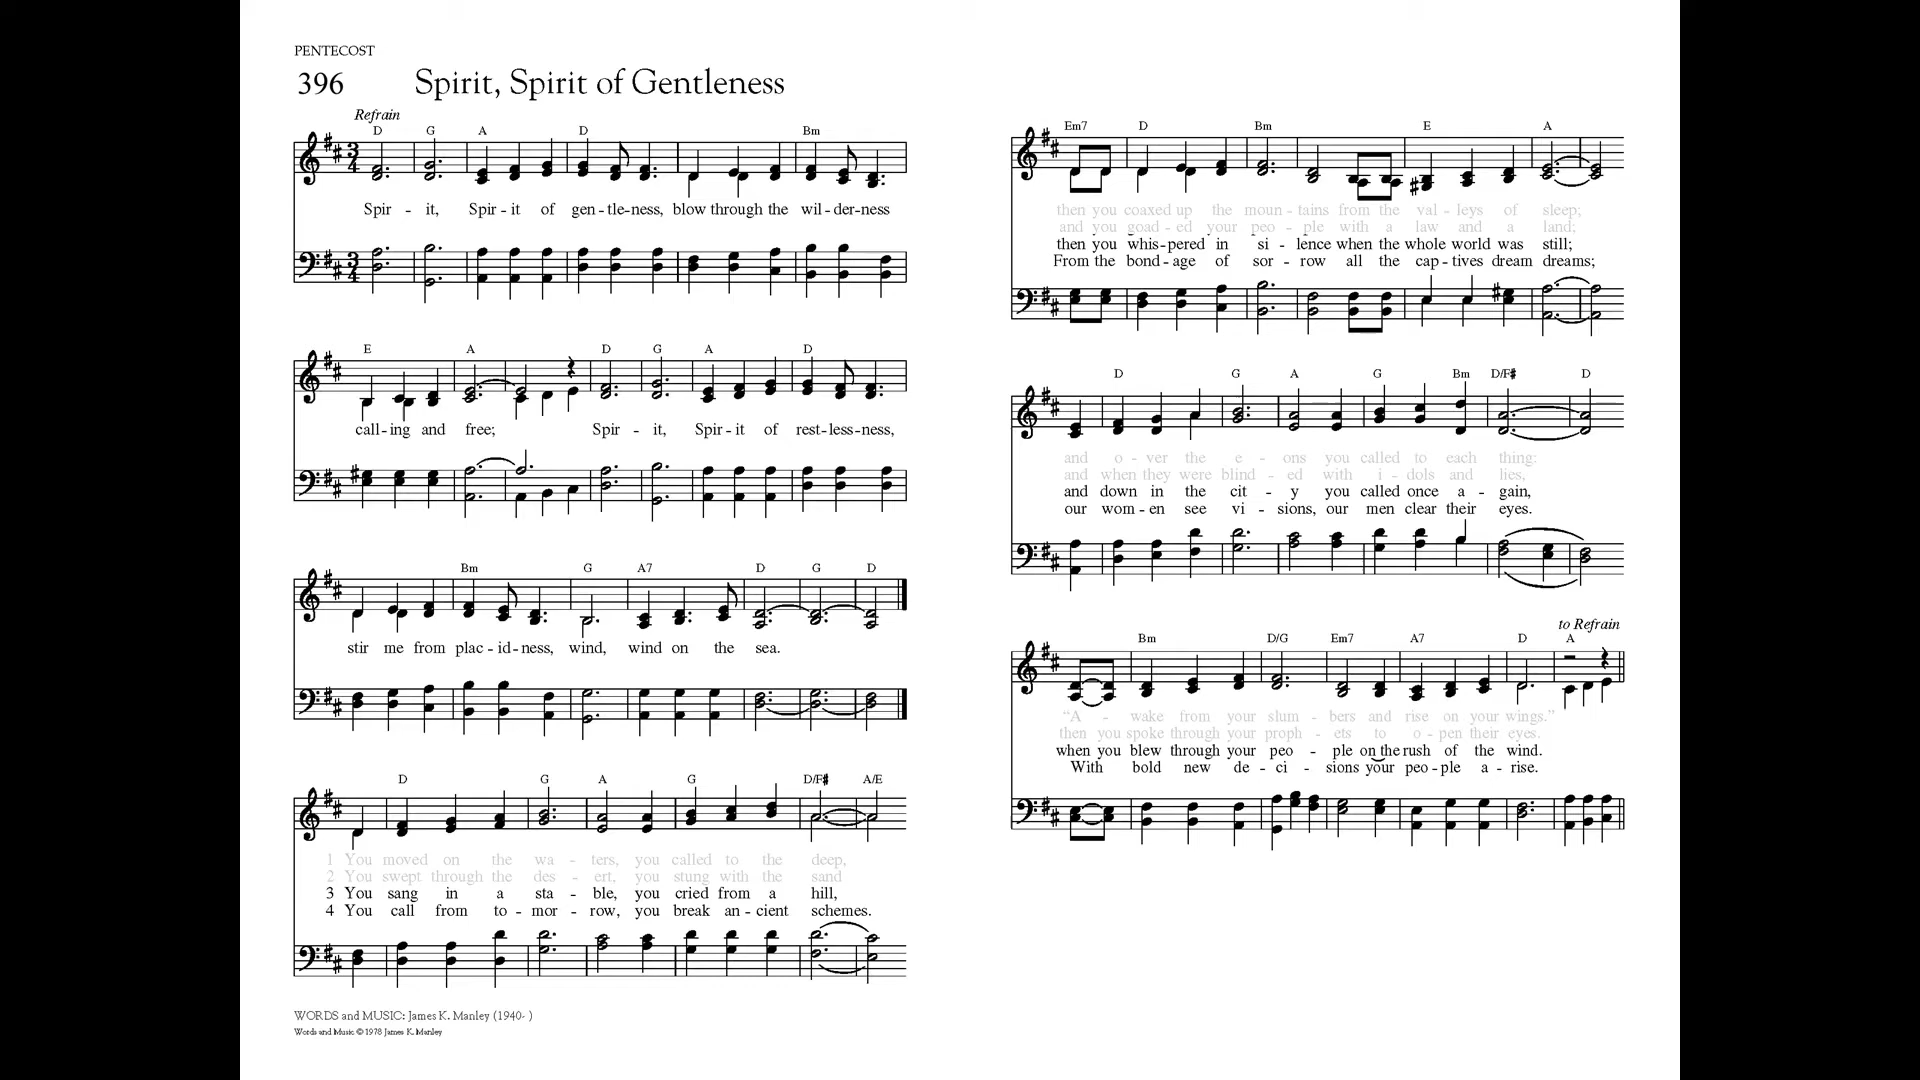 PENTECOST
396 Spirit, Spirit of Gentleness
Refrain
D G A D Bm
Spir - it, Spir - it of gen - tle - ness, blow through the wil - der - ness
E A D G A D
call - ing and free; Spir - it, Spir - it of rest - less - ness,
Bm G A7 D G D
stir me from plac - id - ness, wind, wind on the sea.
D G A G D/F# A/E
1 You moved on the wa - ters, you called to the deep,
2 You swept through the des - ert, you stung with the sand
3 You sang in a sta - ble, you cried from a hill,
4 You call from to - mor - row, you break an - cient schemes.
WORDS and MUSIC: James K. Manley (1940- )
Words and Music © 1978 James K. Manley
Em7 D Bm E A
then you coaxed up the moun - tains from the val - leys of sleep;
and you goad - ed your peo - ple with a law and a land;
then you whis - pered in si - lence when the whole world was still;
From the bond - age of sor - row all the cap - tives dream dreams;
D G A G Bm D/F# D
and o - ver the e - ons you called to each thing:
and when they were blind - ed with i - dols and lies,
and down in the cit - y you called once a - gain,
our wom - en see vi - sions, our men clear their eyes.
to Refrain
Bm D/G Em7 A7 D A
“A - wake from your slum - bers and rise on your wings.”
then you spoke through your proph - ets to o - pen their eyes.
when you blew through your peo - ple on the rush of the wind.
With bold new de - ci - sions your peo - ple a - rise.